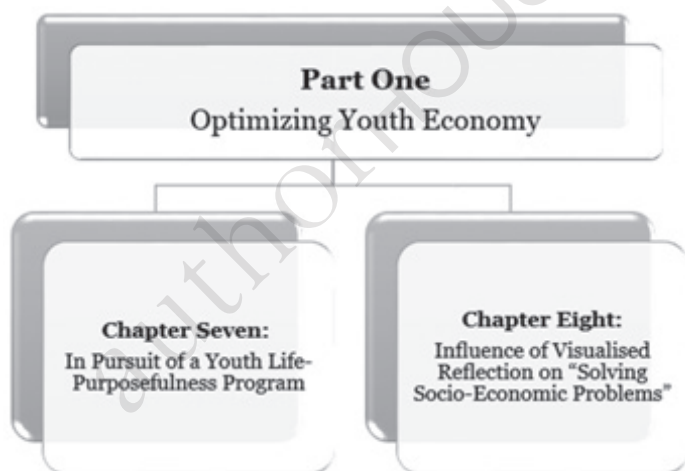 Part One
Optimizing Youth Economy
Chapter Seven:
In Pursuit of a Youth Life-
Purposefulness Program
Chapter Eight:
Influence of Visualised
Reflection on “Solving
Socio-Economic Problems”
authorHOUSE